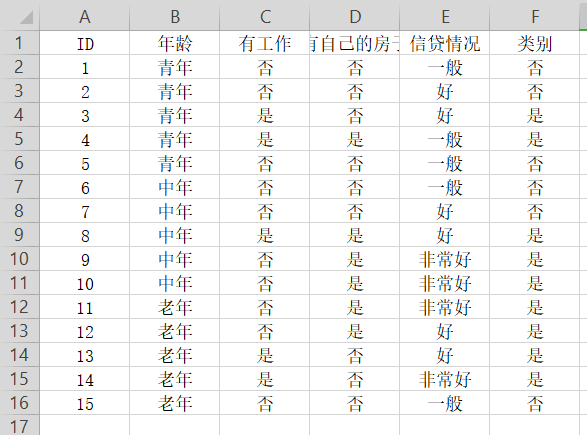 A B C D E F
1 ID 年龄 有工作 有自己的房子 信贷情况 类别
2 1 青年 否 否 一般 否
3 2 青年 否 否 好 否
4 3 青年 是 否 好 是
5 4 青年 是 是 一般 是
6 5 青年 否 否 一般 否
7 6 中年 否 否 一般 否
8 7 中年 否 否 好 否
9 8 中年 是 是 好 是
10 9 中年 否 是 非常好 是
11 10 中年 否 是 非常好 是
12 11 老年 否 是 非常好 是
13 12 老年 否 是 好 是
14 13 老年 是 否 好 是
15 14 老年 是 否 非常好 是
16 15 老年 否 否 一般 否
17